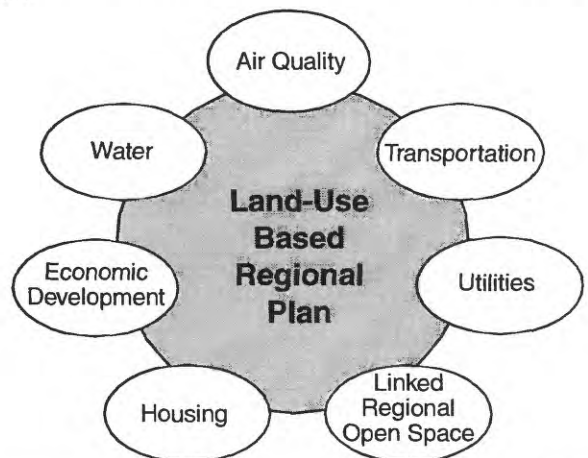 Air Quality
Water
Transportation
Land-Use
Based
Regional
Plan
Economic
Development
Utilities
Housing
Linked
Regional
Open Space